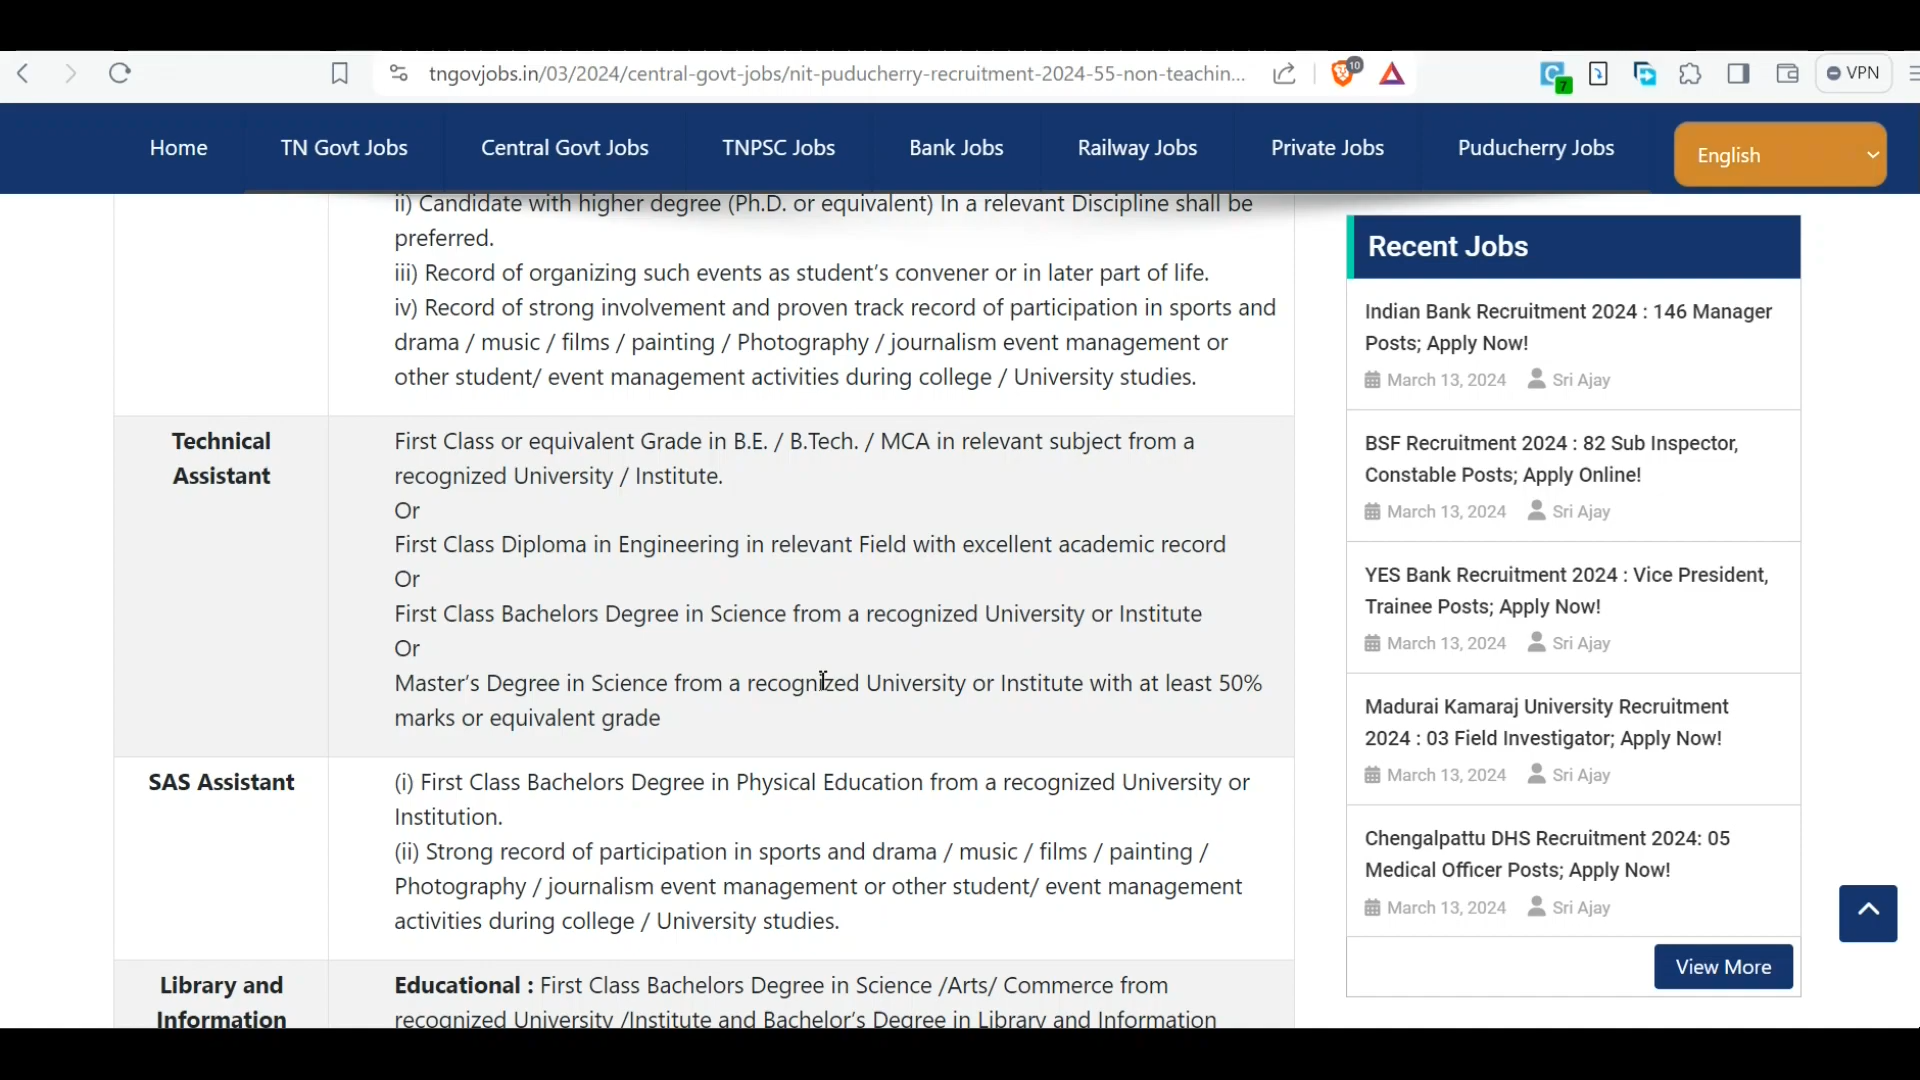 tngovjobs.in/03/2024/central-govt-jobs/nit-puducherry-recruitment-2024-55-non-teachin...
10
7
VPN
Home
TN Govt Jobs
Central Govt Jobs
TNPSC Jobs
Bank Jobs
Railway Jobs
Private Jobs
Puducherry Jobs
English
ii) Candidate with higher degree (Ph.D. or equivalent) In a relevant Discipline shall be
preferred.
iii) Record of organizing such events as student’s convener or in later part of life.
iv) Record of strong involvement and proven track record of participation in sports and
drama / music / films / painting / Photography / journalism event management or
other student/ event management activities during college / University studies.
Technical
Assistant
First Class or equivalent Grade in B.E. / B.Tech. / MCA in relevant subject from a
recognized University / Institute.
Or
First Class Diploma in Engineering in relevant Field with excellent academic record
Or
First Class Bachelors Degree in Science from a recognized University or Institute
Or
Master’s Degree in Science from a recognized University or Institute with at least 50%
marks or equivalent grade
SAS Assistant
(i) First Class Bachelors Degree in Physical Education from a recognized University or
Institution.
(ii) Strong record of participation in sports and drama / music / films / painting /
Photography / journalism event management or other student/ event management
activities during college / University studies.
Library and
Information
Educational : First Class Bachelors Degree in Science /Arts/ Commerce from
recognized University /Institute and Bachelor’s Degree in Library and Information
Recent Jobs
Indian Bank Recruitment 2024 : 146 Manager
Posts; Apply Now!
March 13, 2024 Sri Ajay
BSF Recruitment 2024 : 82 Sub Inspector,
Constable Posts; Apply Online!
March 13, 2024 Sri Ajay
YES Bank Recruitment 2024 : Vice President,
Trainee Posts; Apply Now!
March 13, 2024 Sri Ajay
Madurai Kamaraj University Recruitment
2024 : 03 Field Investigator; Apply Now!
March 13, 2024 Sri Ajay
Chengalpattu DHS Recruitment 2024: 05
Medical Officer Posts; Apply Now!
March 13, 2024 Sri Ajay
View More